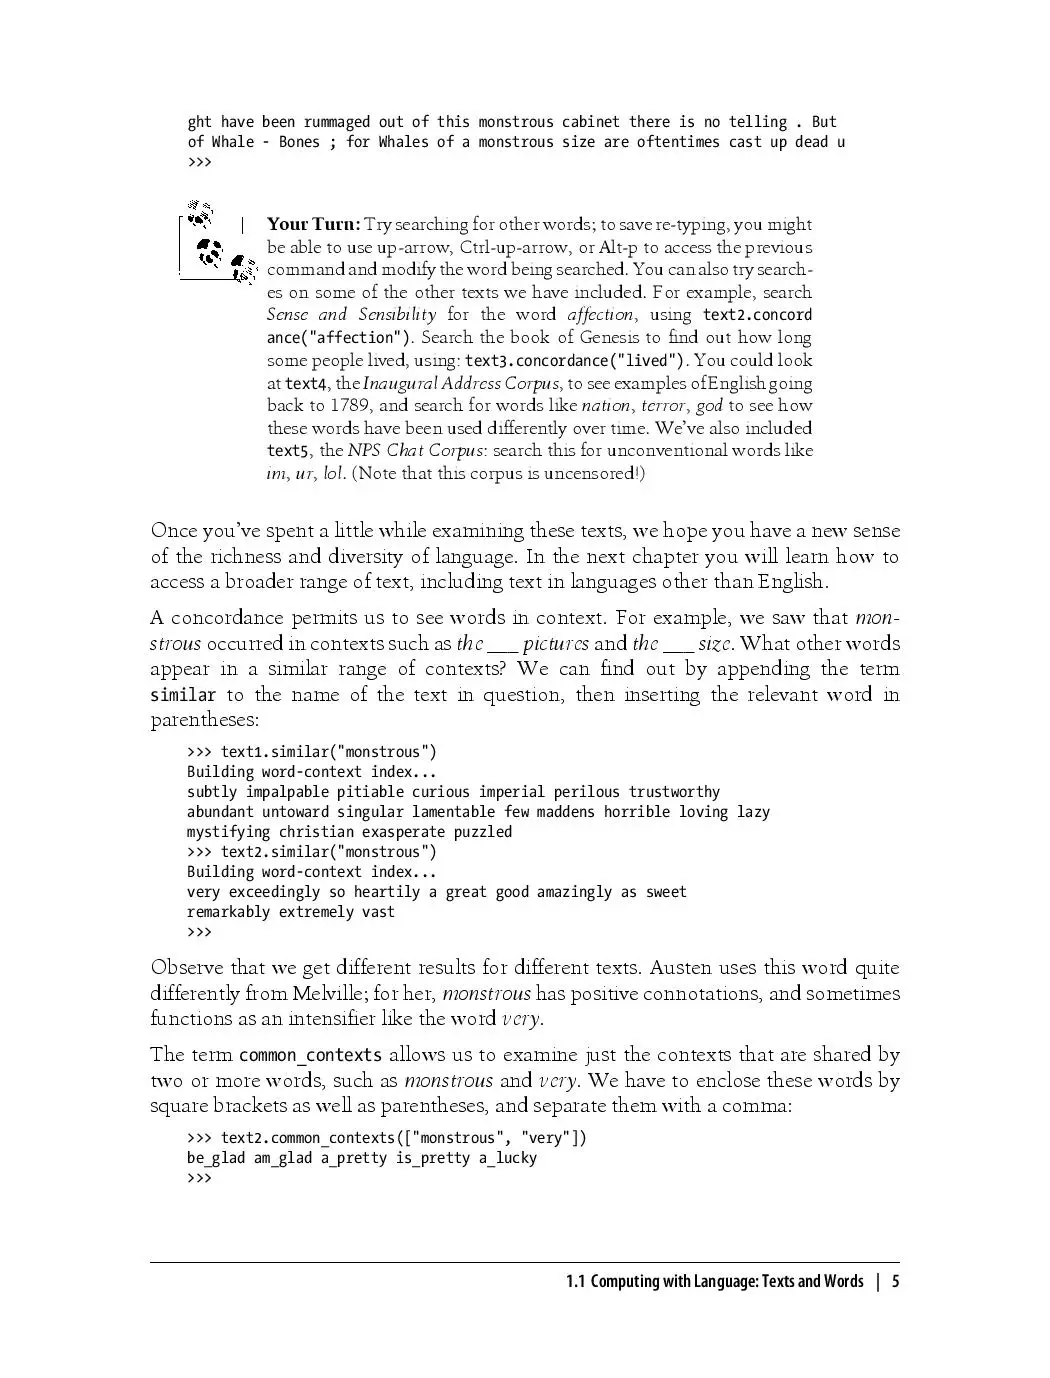 ght have been rummaged out of this monstrous cabinet there is no telling . But
of Whale - Bones ; for Whales of a monstrous size are oftentimes cast up dead u
>>>
Your Turn: Try searching for other words; to save re-typing, you might
be able to use up-arrow, Ctrl-up-arrow, or Alt-p to access the previous
command and modify the word being searched. You can also try search-
es on some of the other texts we have included. For example, search
Sense and Sensibility for the word affection, using text2.concord
ance("affection"). Search the book of Genesis to find out how long
some people lived, using: text3.concordance("lived"). You could look
at text4, the Inaugural Address Corpus, to see examples of English going
back to 1789, and search for words like nation, terror, god to see how
these words have been used differently over time. We've also included
text5, the NPS Chat Corpus: search this for unconventional words like
im, ur, lol. (Note that this corpus is uncensored!)
Once you've spent a little while examining these texts, we hope you have a new sense
of the richness and diversity of language. In the next chapter you will learn how to
access a broader range of text, including text in languages other than English.
A concordance permits us to see words in context. For example, we saw that mon-
strous occurred in contexts such as the ___ pictures and the ___ size. What other words
appear in a similar range of contexts? We can find out by appending the term
similar to the name of the text in question, then inserting the relevant word in
parentheses:
>>> text1.similar("monstrous")
Building word-context index...
subtly impalpable pitiable curious imperial perilous trustworthy
abundant untoward singular lamentable few maddens horrible loving lazy
mystifying christian exasperate puzzled
>>> text2.similar("monstrous")
Building word-context index...
very exceedingly so heartily a great good amazingly as sweet
remarkably extremely vast
>>>
Observe that we get different results for different texts. Austen uses this word quite
differently from Melville; for her, monstrous has positive connotations, and sometimes
functions as an intensifier like the word very.
The term common_contexts allows us to examine just the contexts that are shared by
two or more words, such as monstrous and very. We have to enclose these words by
square brackets as well as parentheses, and separate them with a comma:
>>> text2.common_contexts(["monstrous", "very"])
be_glad am_glad a_pretty is_pretty a_lucky
>>>
1.1 Computing with Language: Texts and Words | 5